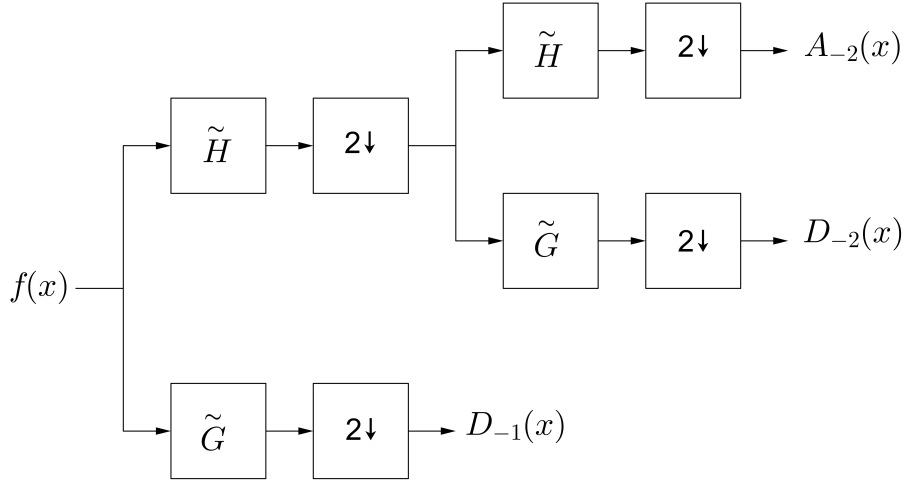 H̃ 2↓ A₋₂(x)
H̃ 2↓
G̃ 2↓ D₋₂(x)
f(x)
G̃ 2↓ D₋₁(x)